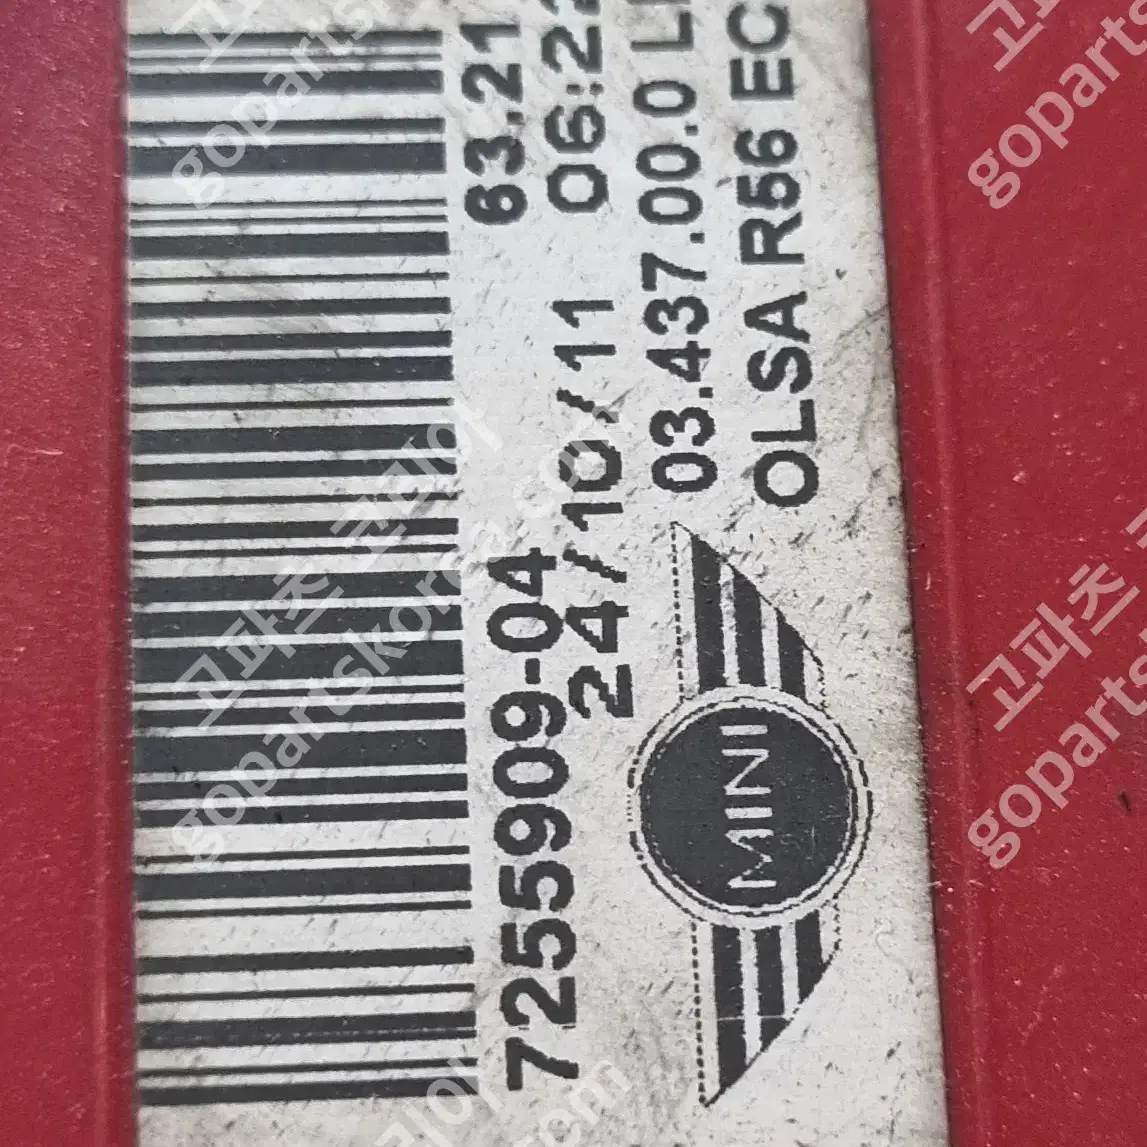 7255909-04 63.21
24/10/11 06:22
03.437.00.0
OLSA R56
MINI
고파츠 코리아
gopartskorea.com